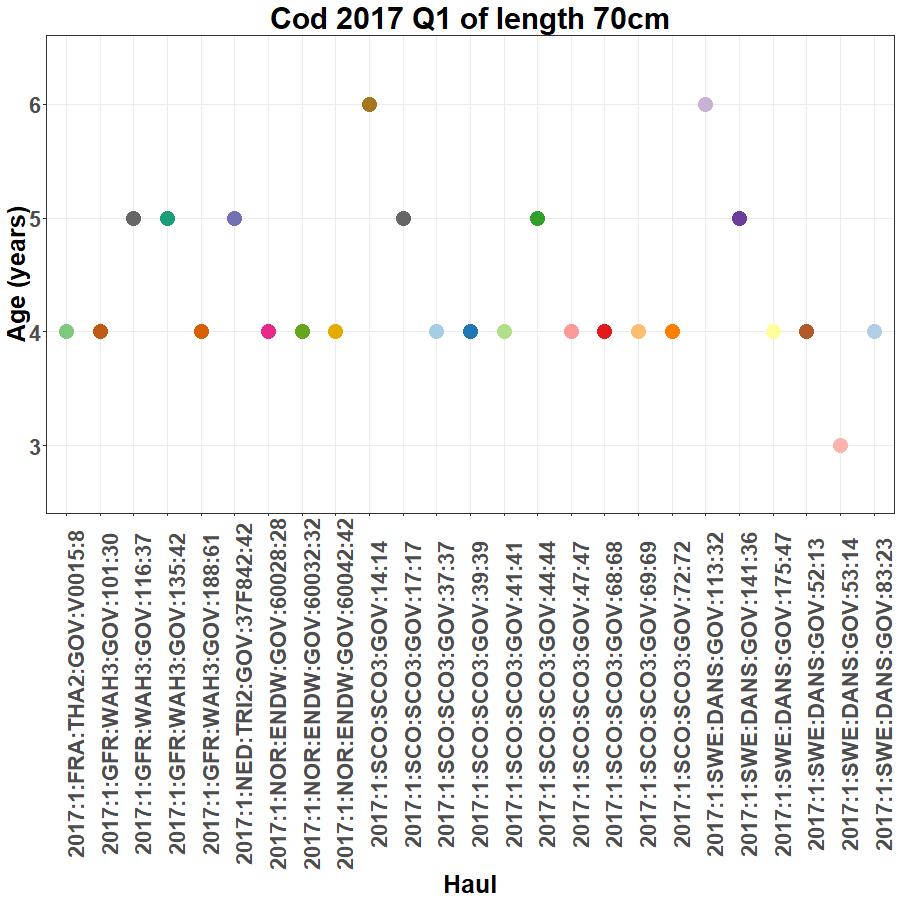 Cod 2017 Q1 of length 70cm
Age (years)
6
5
4
3
2017:1:FRA:THA2:GOV:V0015:8
2017:1:GFR:WAH3:GOV:101:30
2017:1:GFR:WAH3:GOV:116:37
2017:1:GFR:WAH3:GOV:135:42
2017:1:GFR:WAH3:GOV:188:61
2017:1:NED:TRI2:GOV:37F842:42
2017:1:NOR:ENDW:GOV:60028:28
2017:1:NOR:ENDW:GOV:60032:32
2017:1:NOR:ENDW:GOV:60042:42
2017:1:SCO:SCO3:GOV:14:14
2017:1:SCO:SCO3:GOV:17:17
2017:1:SCO:SCO3:GOV:37:37
2017:1:SCO:SCO3:GOV:39:39
2017:1:SCO:SCO3:GOV:41:41
2017:1:SCO:SCO3:GOV:44:44
2017:1:SCO:SCO3:GOV:47:47
2017:1:SCO:SCO3:GOV:68:68
2017:1:SCO:SCO3:GOV:69:69
2017:1:SCO:SCO3:GOV:72:72
2017:1:SWE:DANS:GOV:113:32
2017:1:SWE:DANS:GOV:141:36
2017:1:SWE:DANS:GOV:175:47
2017:1:SWE:DANS:GOV:52:13
2017:1:SWE:DANS:GOV:53:14
2017:1:SWE:DANS:GOV:83:23
Haul